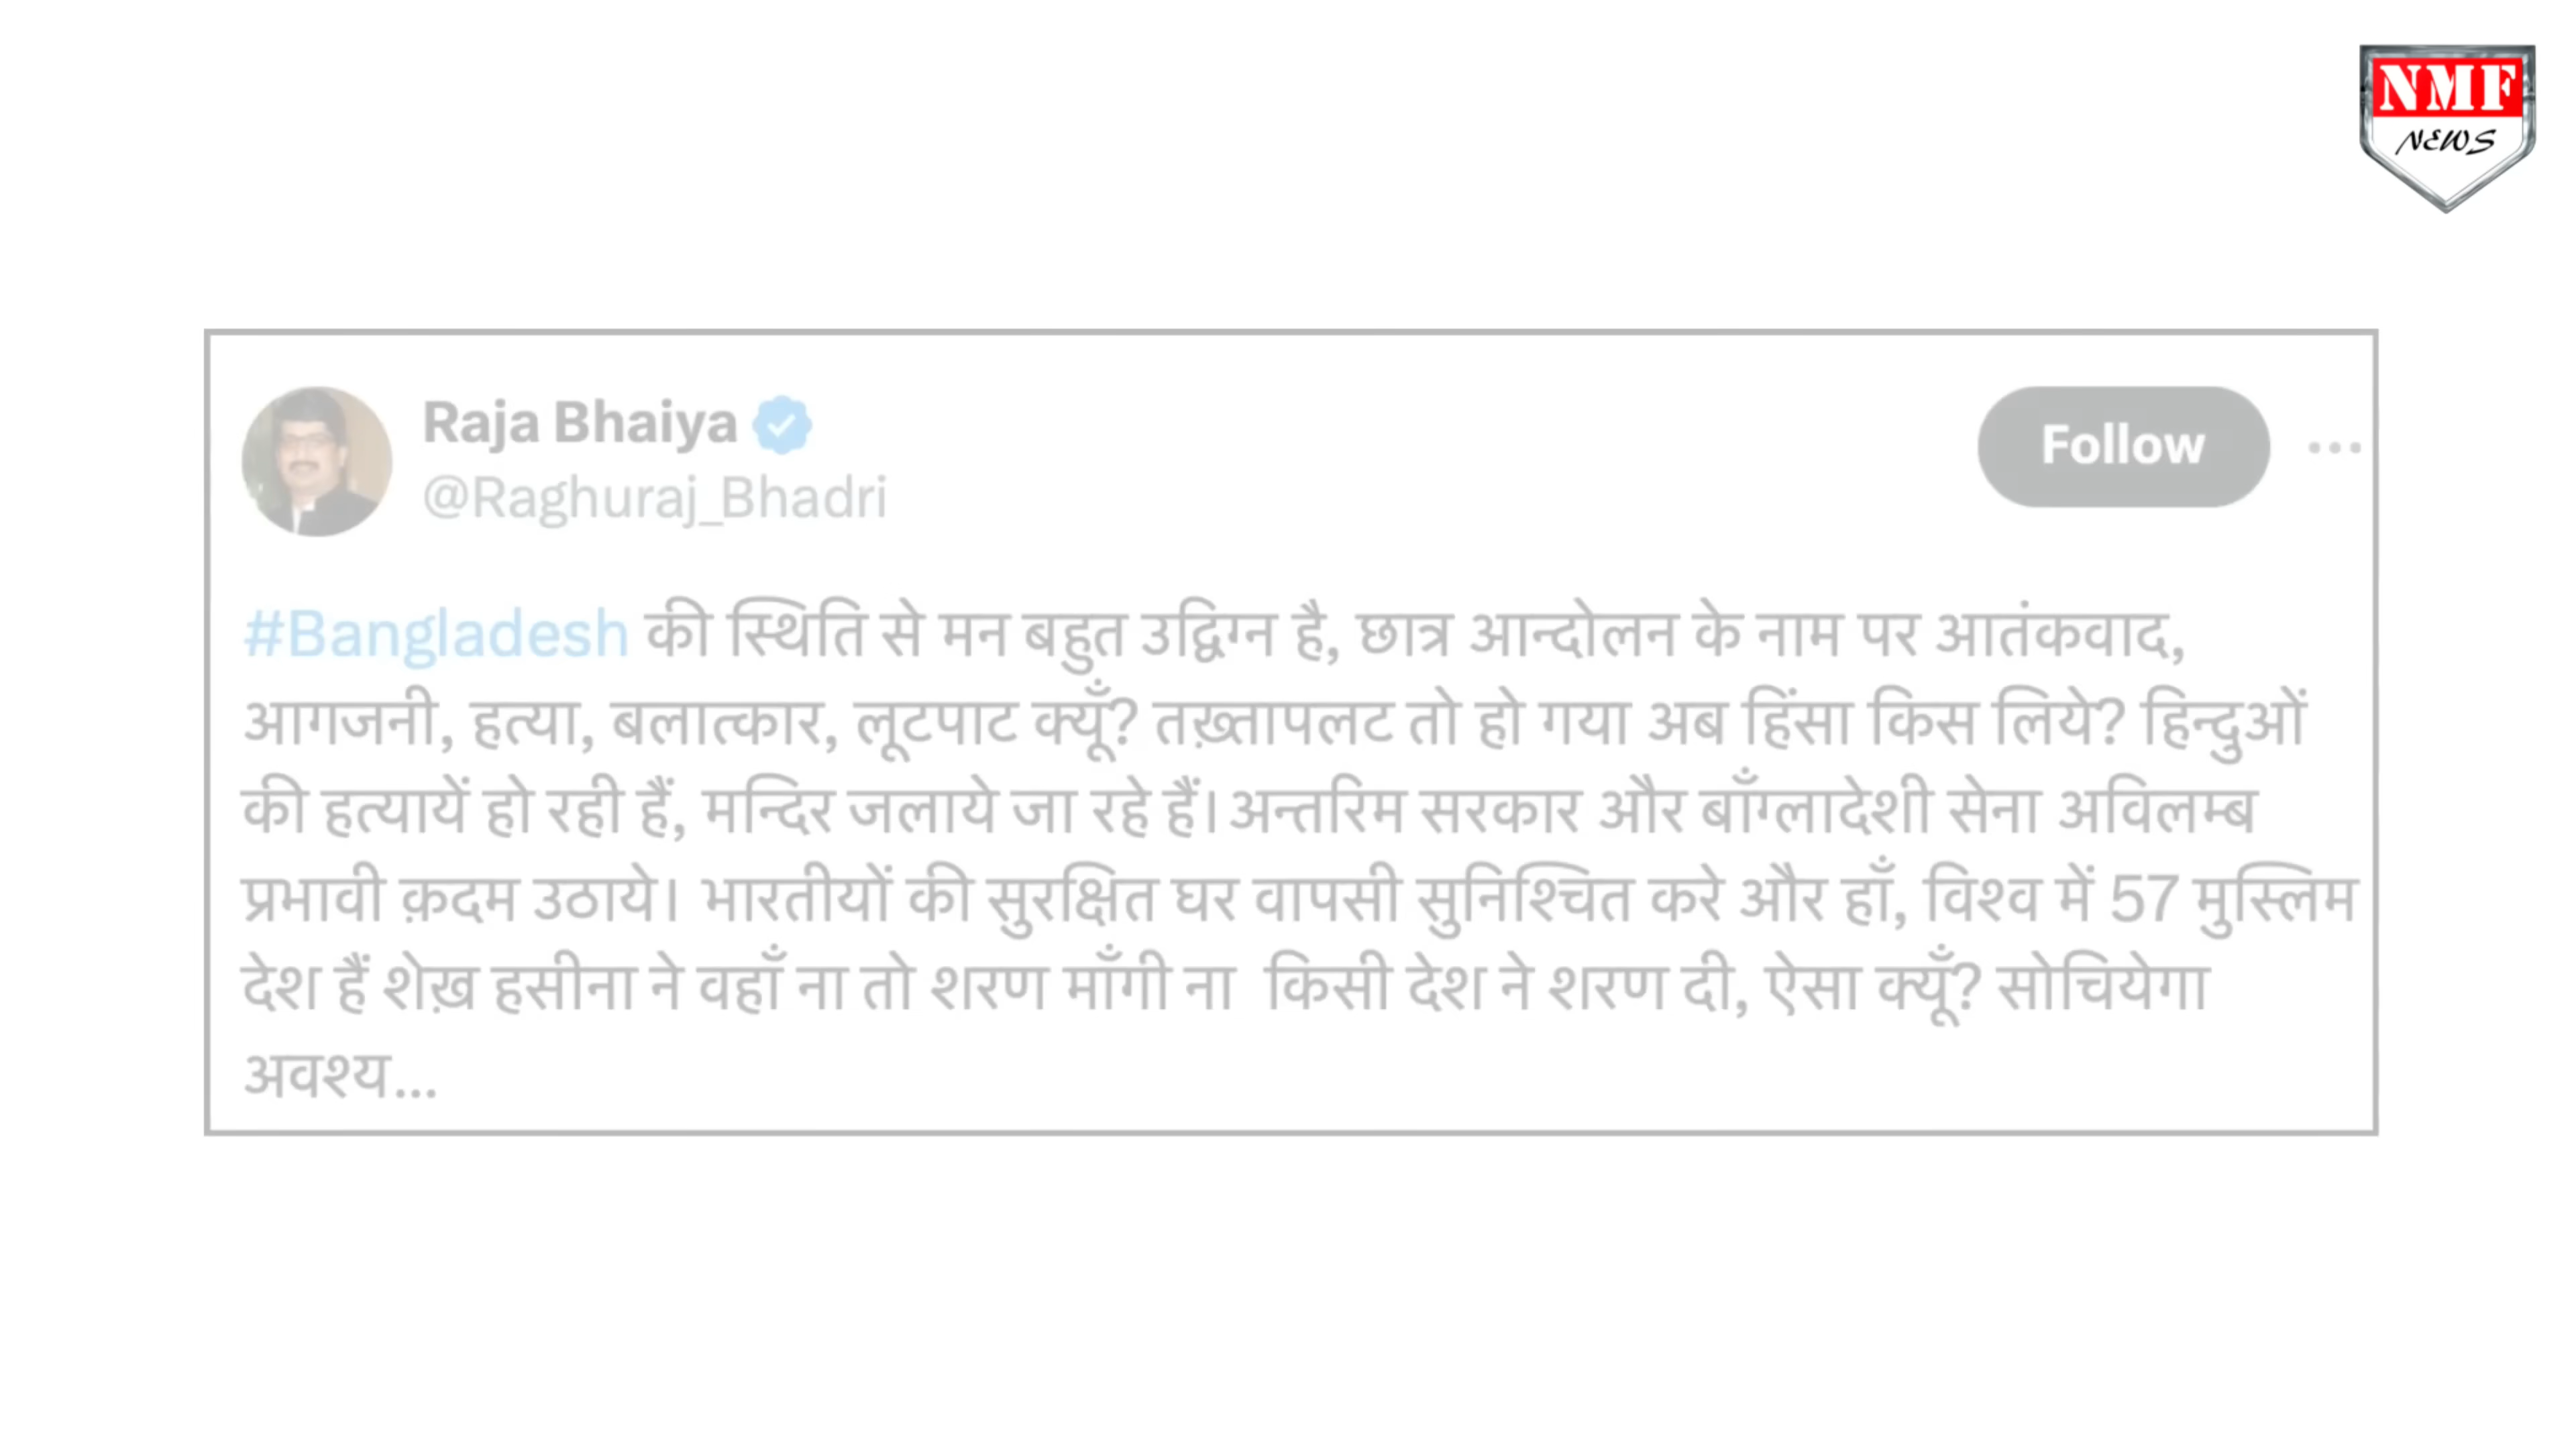 NMF
NEWS
Raja Bhaiya
@Raghuraj_Bhadri
Follow
#Bangladesh की स्थिति से मन बहुत उद्विग्न है, छात्र आन्दोलन के नाम पर आतंकवाद,
आगजनी, हत्या, बलात्कार, लूटपाट क्यूँ? तख़्तापलट तो हो गया अब हिंसा किस लिये? हिन्दुओं
की हत्यायें हो रही हैं, मन्दिर जलाये जा रहे हैं।अन्तरिम सरकार और बाँग्लादेशी सेना अविलम्ब
प्रभावी क़दम उठाये। भारतीयों की सुरक्षित घर वापसी सुनिश्चित करे और हाँ, विश्व में 57 मुस्लिम
देश हैं शेख़ हसीना ने वहाँ ना तो शरण माँगी ना किसी देश ने शरण दी, ऐसा क्यूँ? सोचियेगा
अवश्य...